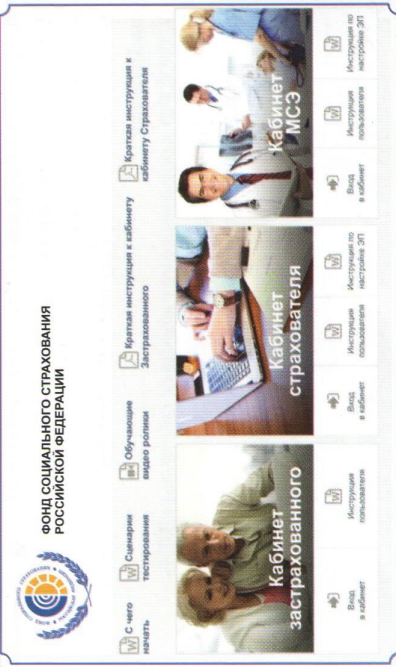 ФОНД СОЦИАЛЬНОГО СТРАХОВАНИЯ
РОССИЙСКОЙ ФЕДЕРАЦИИ
С чего
начать
Сценарии
тестирования
Обучающие
видео ролики
Краткая инструкция к кабинету
Застрахованного
Краткая инструкция к
кабинету Страхователя
Кабинет
застрахованного
Вход
в кабинет
Инструкция
пользователя
Кабинет
страхователя
Вход
в кабинет
Инструкция
пользователя
Инструкция по
настройке ЭП
Кабинет
МСЭ
Вход
в кабинет
Инструкция
пользователя
Инструкция по
настройке ЭП